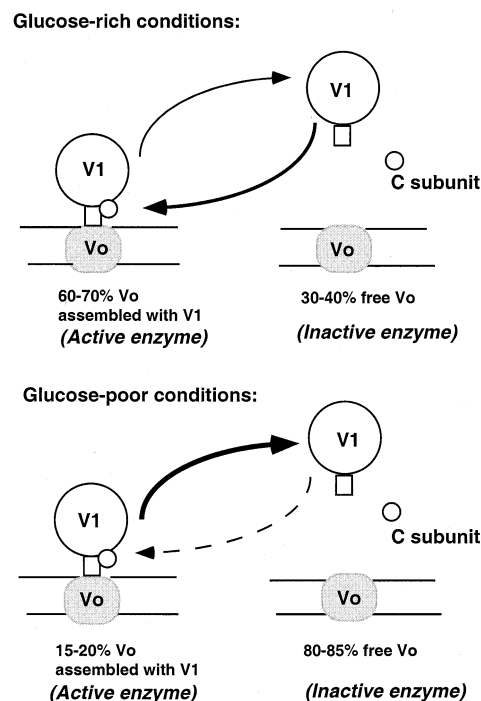 Glucose-rich conditions:
V1
V1
C subunit
Vo
Vo
60-70% Vo
assembled with V1
(Active enzyme)
30-40% free Vo
(Inactive enzyme)
Glucose-poor conditions:
V1
V1
C subunit
Vo
Vo
15-20% Vo
assembled with V1
(Active enzyme)
80-85% free Vo
(Inactive enzyme)